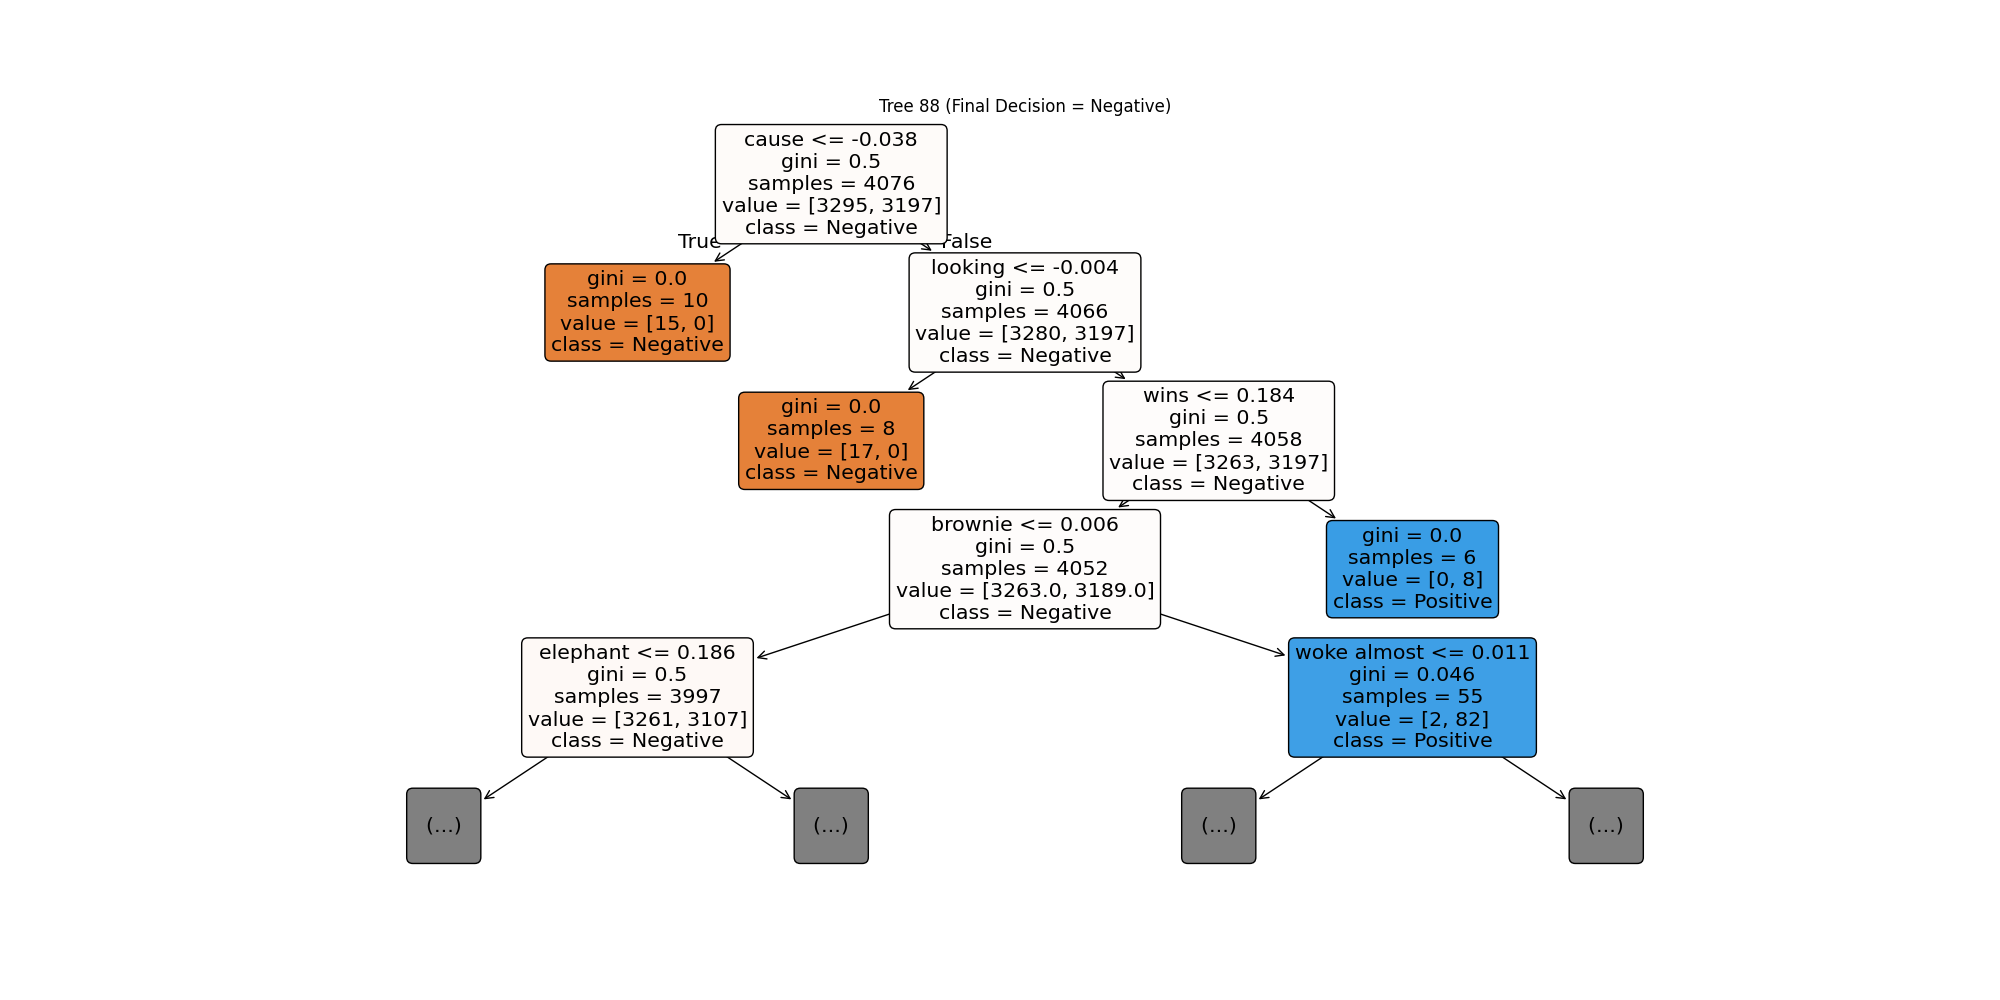 Tree 88 (Final Decision = Negative)
cause <= -0.038
gini = 0.5
samples = 4076
value = [3295, 3197]
class = Negative
True
False
gini = 0.0
samples = 10
value = [15, 0]
class = Negative
looking <= -0.004
gini = 0.5
samples = 4066
value = [3280, 3197]
class = Negative
gini = 0.0
samples = 8
value = [17, 0]
class = Negative
wins <= 0.184
gini = 0.5
samples = 4058
value = [3263, 3197]
class = Negative
brownie <= 0.006
gini = 0.5
samples = 4052
value = [3263.0, 3189.0]
class = Negative
gini = 0.0
samples = 6
value = [0, 8]
class = Positive
elephant <= 0.186
gini = 0.5
samples = 3997
value = [3261, 3107]
class = Negative
woke almost <= 0.011
gini = 0.046
samples = 55
value = [2, 82]
class = Positive
(...)
(...)
(...)
(...)